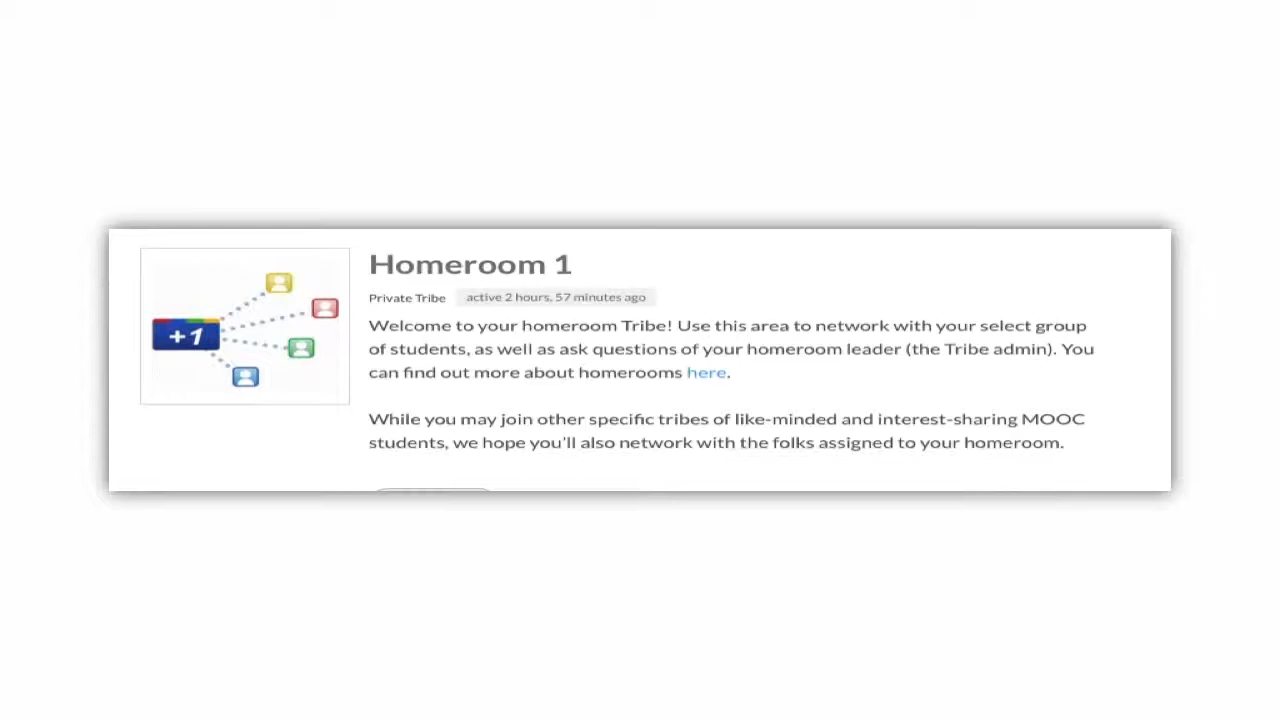 Homeroom 1
Private Tribe active 2 hours, 57 minutes ago
Welcome to your homeroom Tribe! Use this area to network with your select group
of students, as well as ask questions of your homeroom leader (the Tribe admin). You
can find out more about homerooms here.
While you may join other specific tribes of like-minded and interest-sharing MOOC
students, we hope you'll also network with the folks assigned to your homeroom.
+1